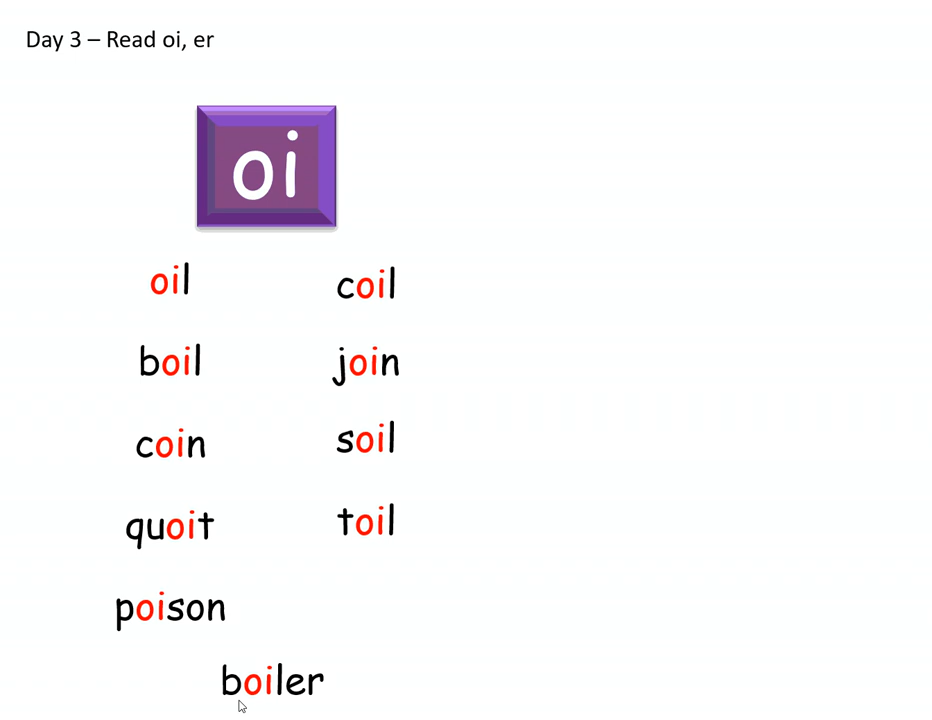 Day 3 – Read oi, er
oi
oil coil
boil join
coin soil
quoit toil
poison
boiler